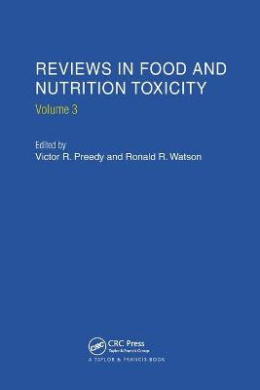 REVIEWS IN FOOD AND
NUTRITION TOXICITY
Volume 3
Edited by
Victor R. Preedy and Ronald R. Watson
CRC Press
Taylor & Francis Group
A TAYLOR & FRANCIS BOOK